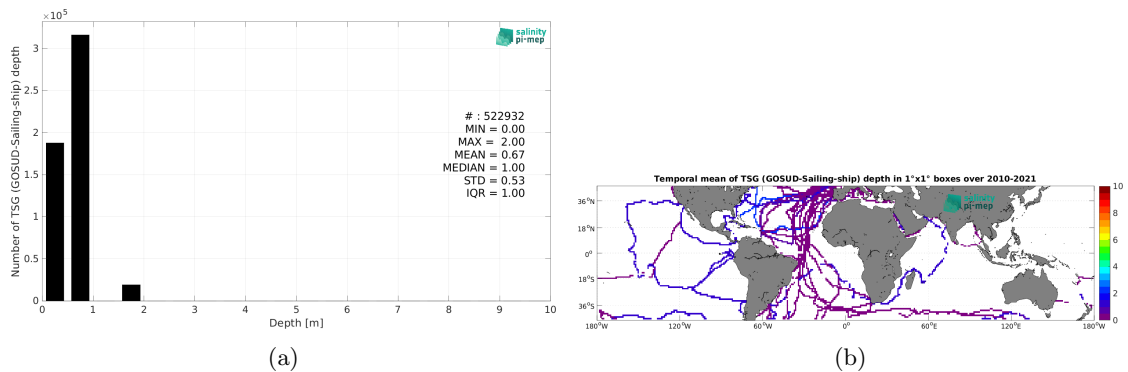 ×10⁵
3
2.5
2
1.5
1
0.5
0
Number of TSG (GOSUD-Sailing-ship) depth
salinity
pi-mep
# : 522932
MIN = 0.00
MAX = 2.00
MEAN = 0.67
MEDIAN = 1.00
STD = 0.53
IQR = 1.00
0 1 2 3 4 5 6 7 8 9 10
Depth [m]
(a)
Temporal mean of TSG (GOSUD-Sailing-ship) depth in 1°x1° boxes over 2010-2021
salinity
pi-mep
36°N
18°N
0°
18°S
36°S
180°W 120°W 60°W 0° 60°E 120°E 180°W
10
8
6
4
2
0
(b)